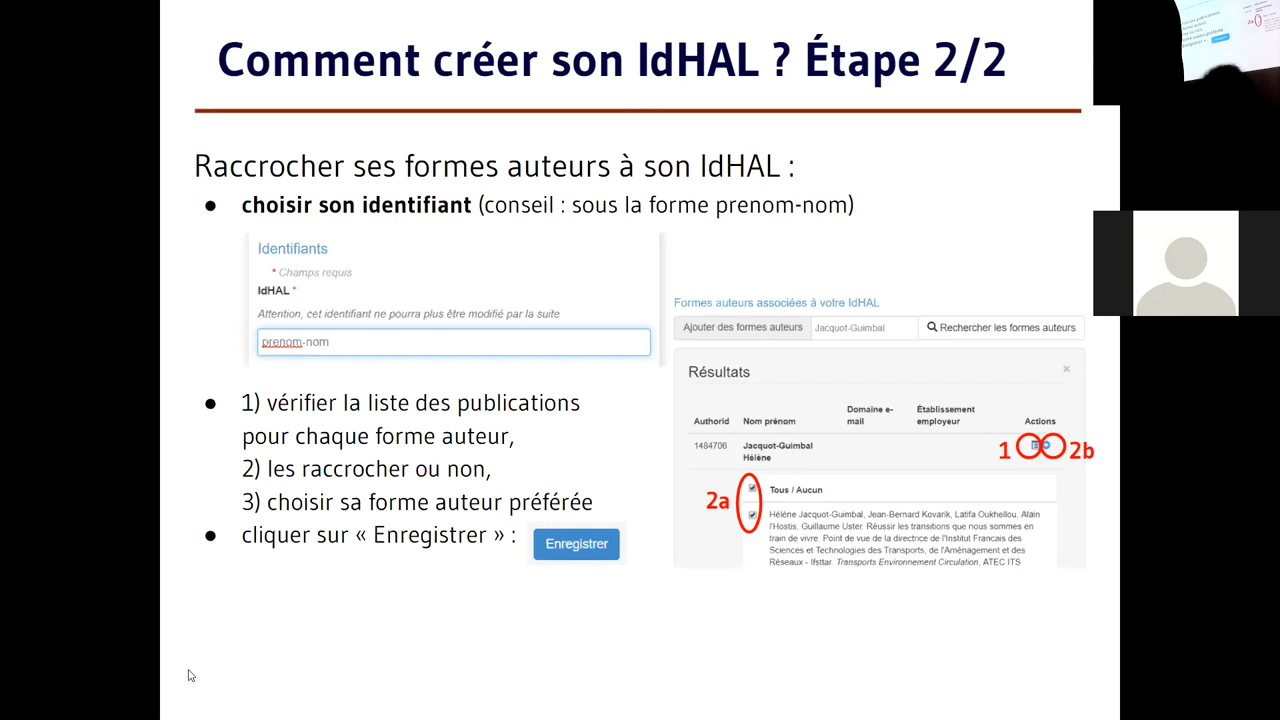 Comment créer son IdHAL ? Étape 2/2
Raccrocher ses formes auteurs à son IdHAL :
● choisir son identifiant (conseil : sous la forme prenom-nom)
Identifiants
* Champs requis
IdHAL *
Attention, cet identifiant ne pourra plus être modifié par la suite
prenom-nom
● 1) vérifier la liste des publications
pour chaque forme auteur,
2) les raccrocher ou non,
3) choisir sa forme auteur préférée
● cliquer sur « Enregistrer » :
Enregistrer
Formes auteurs associées à votre IdHAL
Ajouter des formes auteurs Jacquot-Guimbal Rechercher les formes auteurs
Résultats ×
Authorid Nom prénom Domaine e-mail Établissement employeur Actions
1484706 Jacquot-Guimbal Hélène
1 2b
2a
Tous / Aucun
Hélène Jacquot-Guimbal, Jean-Bernard Kovarik, Latifa Oukhellou, Alain
l'Hostis, Guillaume Uster. Réussir les transitions que nous sommes en
train de vivre. Point de vue de la directrice de l'Institut Francais des
Sciences et Technologies des Transports, de l'Aménagement et des
Réseaux - Ifsttar. Transports Environnement Circulation, ATEC ITS